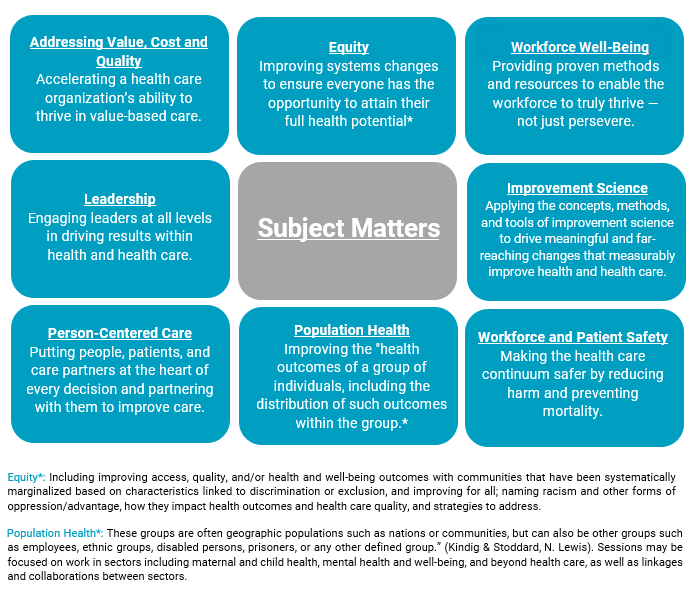 Addressing Value, Cost and
Quality
Accelerating a health care
organization's ability to
thrive in value-based care.
Equity
Improving systems changes
to ensure everyone has the
opportunity to attain their
full health potential*
Workforce Well-Being
Providing proven methods
and resources to enable the
workforce to truly thrive —
not just persevere.
Leadership
Engaging leaders at all levels
in driving results within
health and health care.
Subject Matters
Improvement Science
Applying the concepts, methods,
and tools of improvement science
to drive meaningful and far-
reaching changes that measurably
improve health and health care.
Person-Centered Care
Putting people, patients, and
care partners at the heart of
every decision and partnering
with them to improve care.
Population Health
Improving the "health
outcomes of a group of
individuals, including the
distribution of such outcomes
within the group.*
Workforce and Patient Safety
Making the health care
continuum safer by reducing
harm and preventing
mortality.
Equity*: Including improving access, quality, and/or health and well-being outcomes with communities that have been systematically
marginalized based on characteristics linked to discrimination or exclusion, and improving for all; naming racism and other forms of
oppression/advantage, how they impact health outcomes and health care quality, and strategies to address.
Population Health*: These groups are often geographic populations such as nations or communities, but can also be other groups such
as employees, ethnic groups, disabled persons, prisoners, or any other defined group." (Kindig & Stoddard, N. Lewis). Sessions may be
focused on work in sectors including maternal and child health, mental health and well-being, and beyond health care, as well as linkages
and collaborations between sectors.